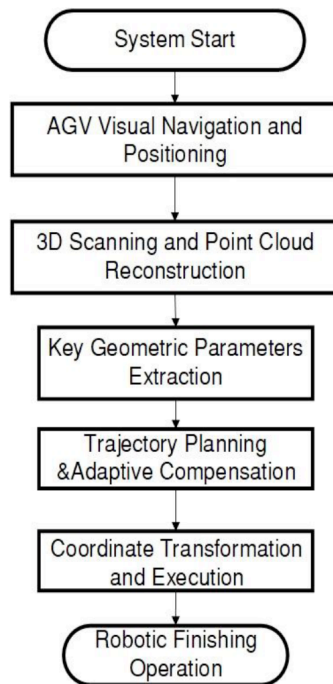 System Start
AGV Visual Navigation and
Positioning
3D Scanning and Point Cloud
Reconstruction
Key Geometric Parameters
Extraction
Trajectory Planning
&Adaptive Compensation
Coordinate Transformation
and Execution
Robotic Finishing
Operation